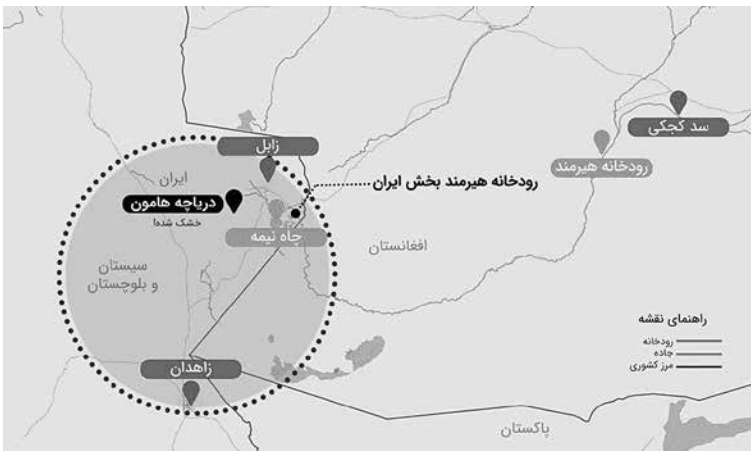 سد کجکی
زابل
رودخانه هیرمند
ایران
رودخانه هیرمند بخش ایران
دریاچه هامون
خشک شده!
چاه نیمه
افغانستان
سیستان
و بلوچستان
راهنمای نقشه
رودخانه
جاده
مرز کشوری
زاهدان
پاکستان